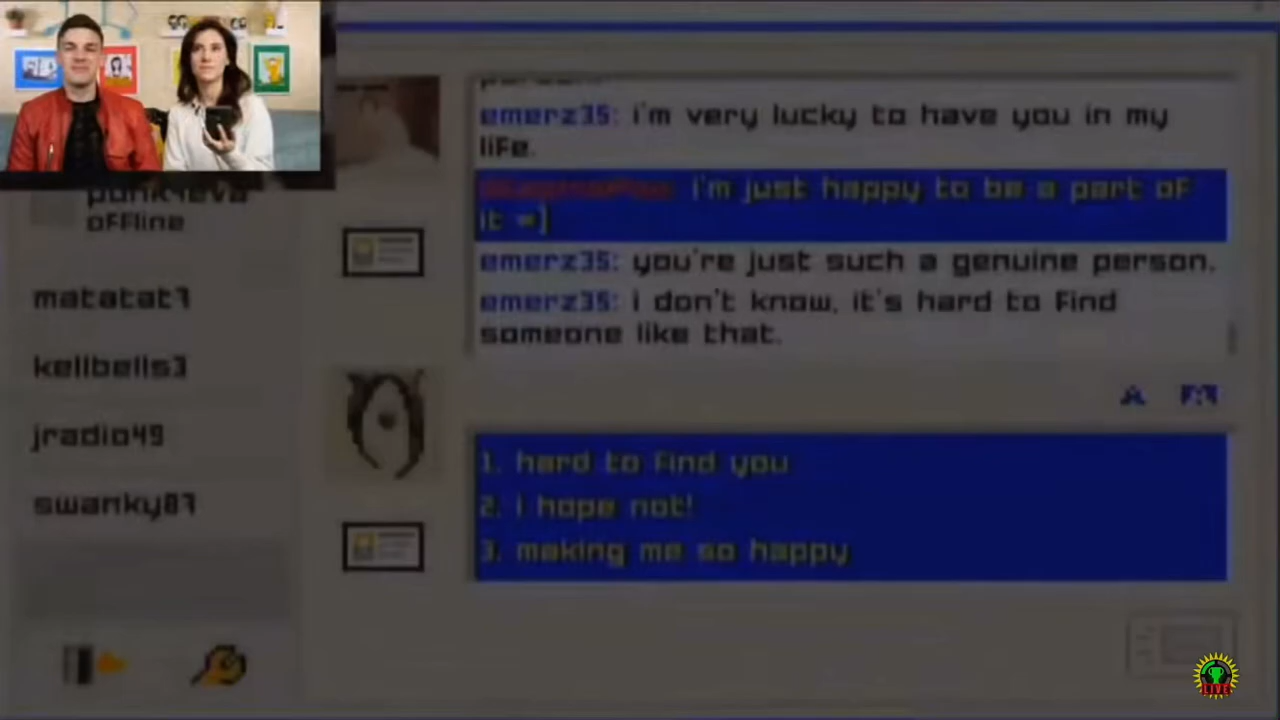 emerz35: i'm very lucky to have you in my
life.
i'm just happy to be a part of
it =]
emerz35: you're just such a genuine person.
emerz35: i don't know, it's hard to find
someone like that.
offline
matatat7
kellbells3
jradio49
swanky87
1. hard to find you
2. i hope not!
3. making me so happy
LIVE